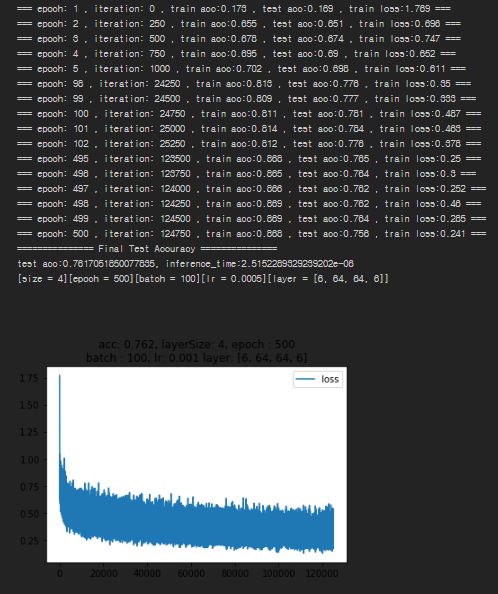 === epoch: 1 , iteration: 0 , train acc:0.173 , test acc:0.169 , train loss:1.769 ===
=== epoch: 2 , iteration: 250 , train acc:0.655 , test acc:0.651 , train loss:0.696 ===
=== epoch: 3 , iteration: 500 , train acc:0.678 , test acc:0.674 , train loss:0.747 ===
=== epoch: 4 , iteration: 750 , train acc:0.695 , test acc:0.69 , train loss:0.652 ===
=== epoch: 5 , iteration: 1000 , train acc:0.702 , test acc:0.698 , train loss:0.611 ===
=== epoch: 98 , iteration: 24250 , train acc:0.813 , test acc:0.776 , train loss:0.35 ===
=== epoch: 99 , iteration: 24500 , train acc:0.809 , test acc:0.777 , train loss:0.333 ===
=== epoch: 100 , iteration: 24750 , train acc:0.811 , test acc:0.781 , train loss:0.487 ===
=== epoch: 101 , iteration: 25000 , train acc:0.814 , test acc:0.784 , train loss:0.463 ===
=== epoch: 102 , iteration: 25250 , train acc:0.812 , test acc:0.778 , train loss:0.378 ===
=== epoch: 495 , iteration: 123500 , train acc:0.868 , test acc:0.765 , train loss:0.25 ===
=== epoch: 496 , iteration: 123750 , train acc:0.865 , test acc:0.764 , train loss:0.3 ===
=== epoch: 497 , iteration: 124000 , train acc:0.866 , test acc:0.762 , train loss:0.252 ===
=== epoch: 498 , iteration: 124250 , train acc:0.869 , test acc:0.762 , train loss:0.46 ===
=== epoch: 499 , iteration: 124500 , train acc:0.869 , test acc:0.763 , train loss:0.265 ===
=== epoch: 500 , iteration: 124750 , train acc:0.868 , test acc:0.756 , train loss:0.241 ===
=============== Final Test Accuracy ===============
test acc:0.7617051850077835, inference_time:2.5152289329239202e-06
[size = 4][epoch = 500][batch = 100][lr = 0.0005][layer = [6, 64, 64, 6]]
acc: 0.762, layerSize: 4, epoch : 500
batch : 100, lr: 0.001 layer: [6, 64, 64, 6]
loss
1.75
1.50
1.25
1.00
0.75
0.50
0.25
0 20000 40000 60000 80000 100000 120000